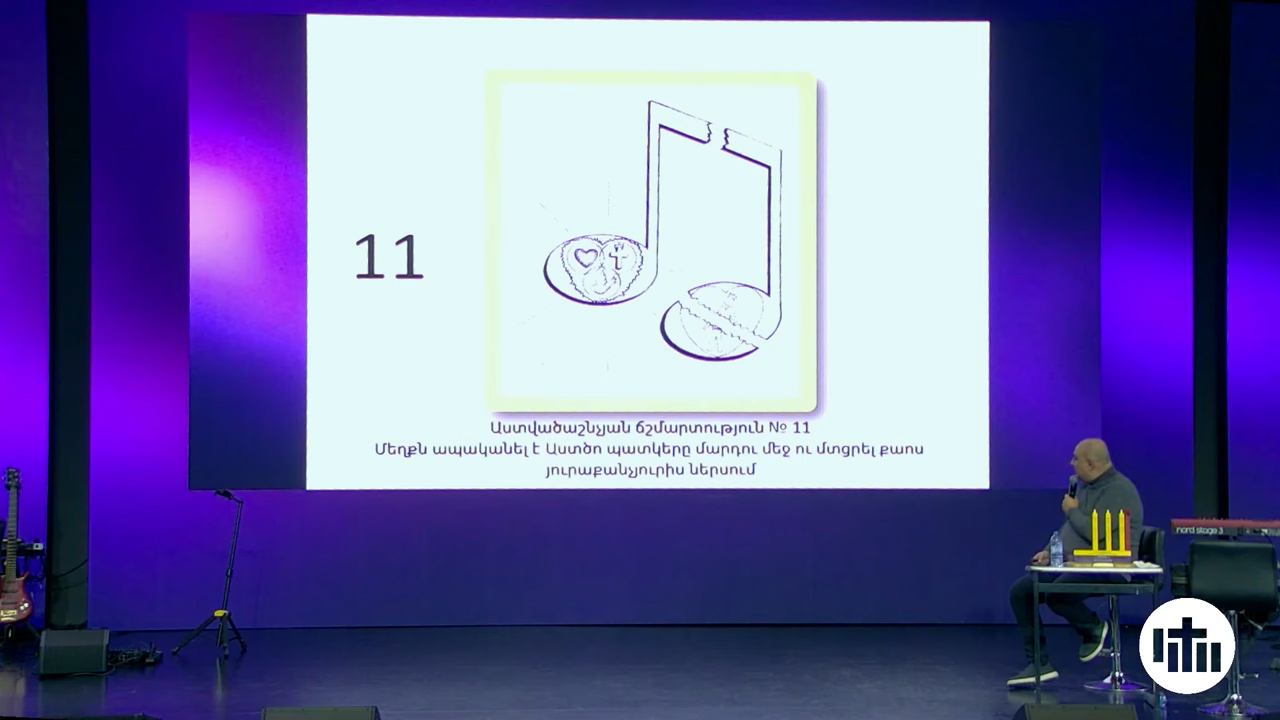 11
Աստվածաշնչյան ճշմարտություն № 11
Մեղքն ապականել է Աստծո պատկերը մարդու մեջ ու մտցրել քաոս
յուրաքանչյուրիս ներսում
nord stage 3